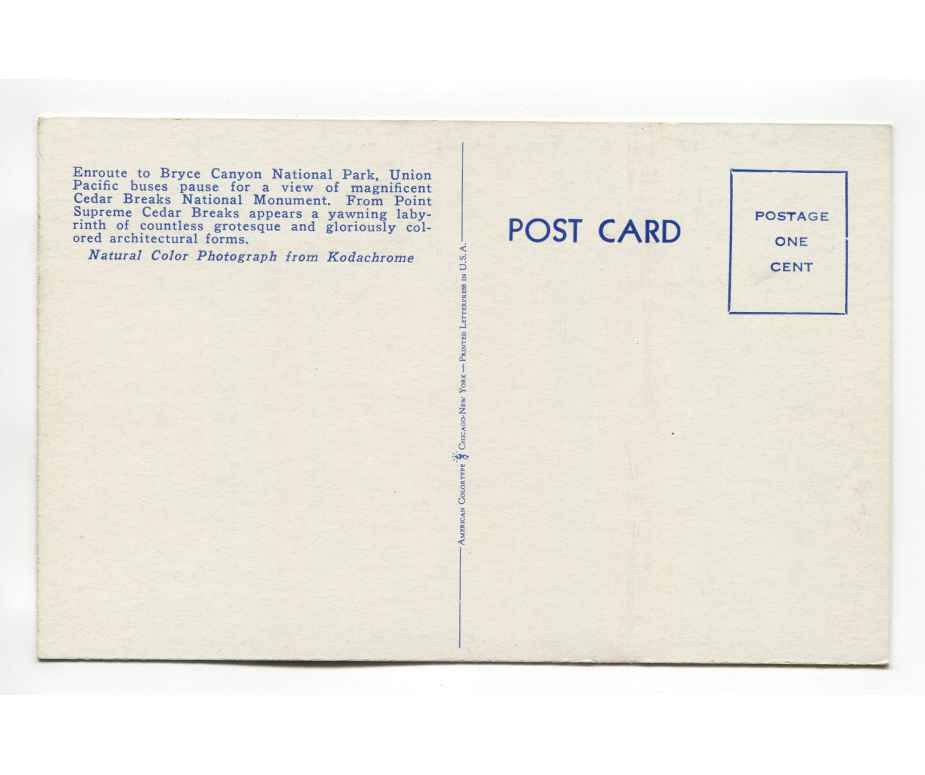 Enroute to Bryce Canyon National Park, Union
Pacific buses pause for a view of magnificent
Cedar Breaks National Monument. From Point
Supreme Cedar Breaks appears a yawning laby-
rinth of countless grotesque and gloriously col-
ored architectural forms.
Natural Color Photograph from Kodachrome
American Colortype Chicago-New York — Printed Letterpress in U.S.A.
POST CARD
POSTAGE
ONE
CENT